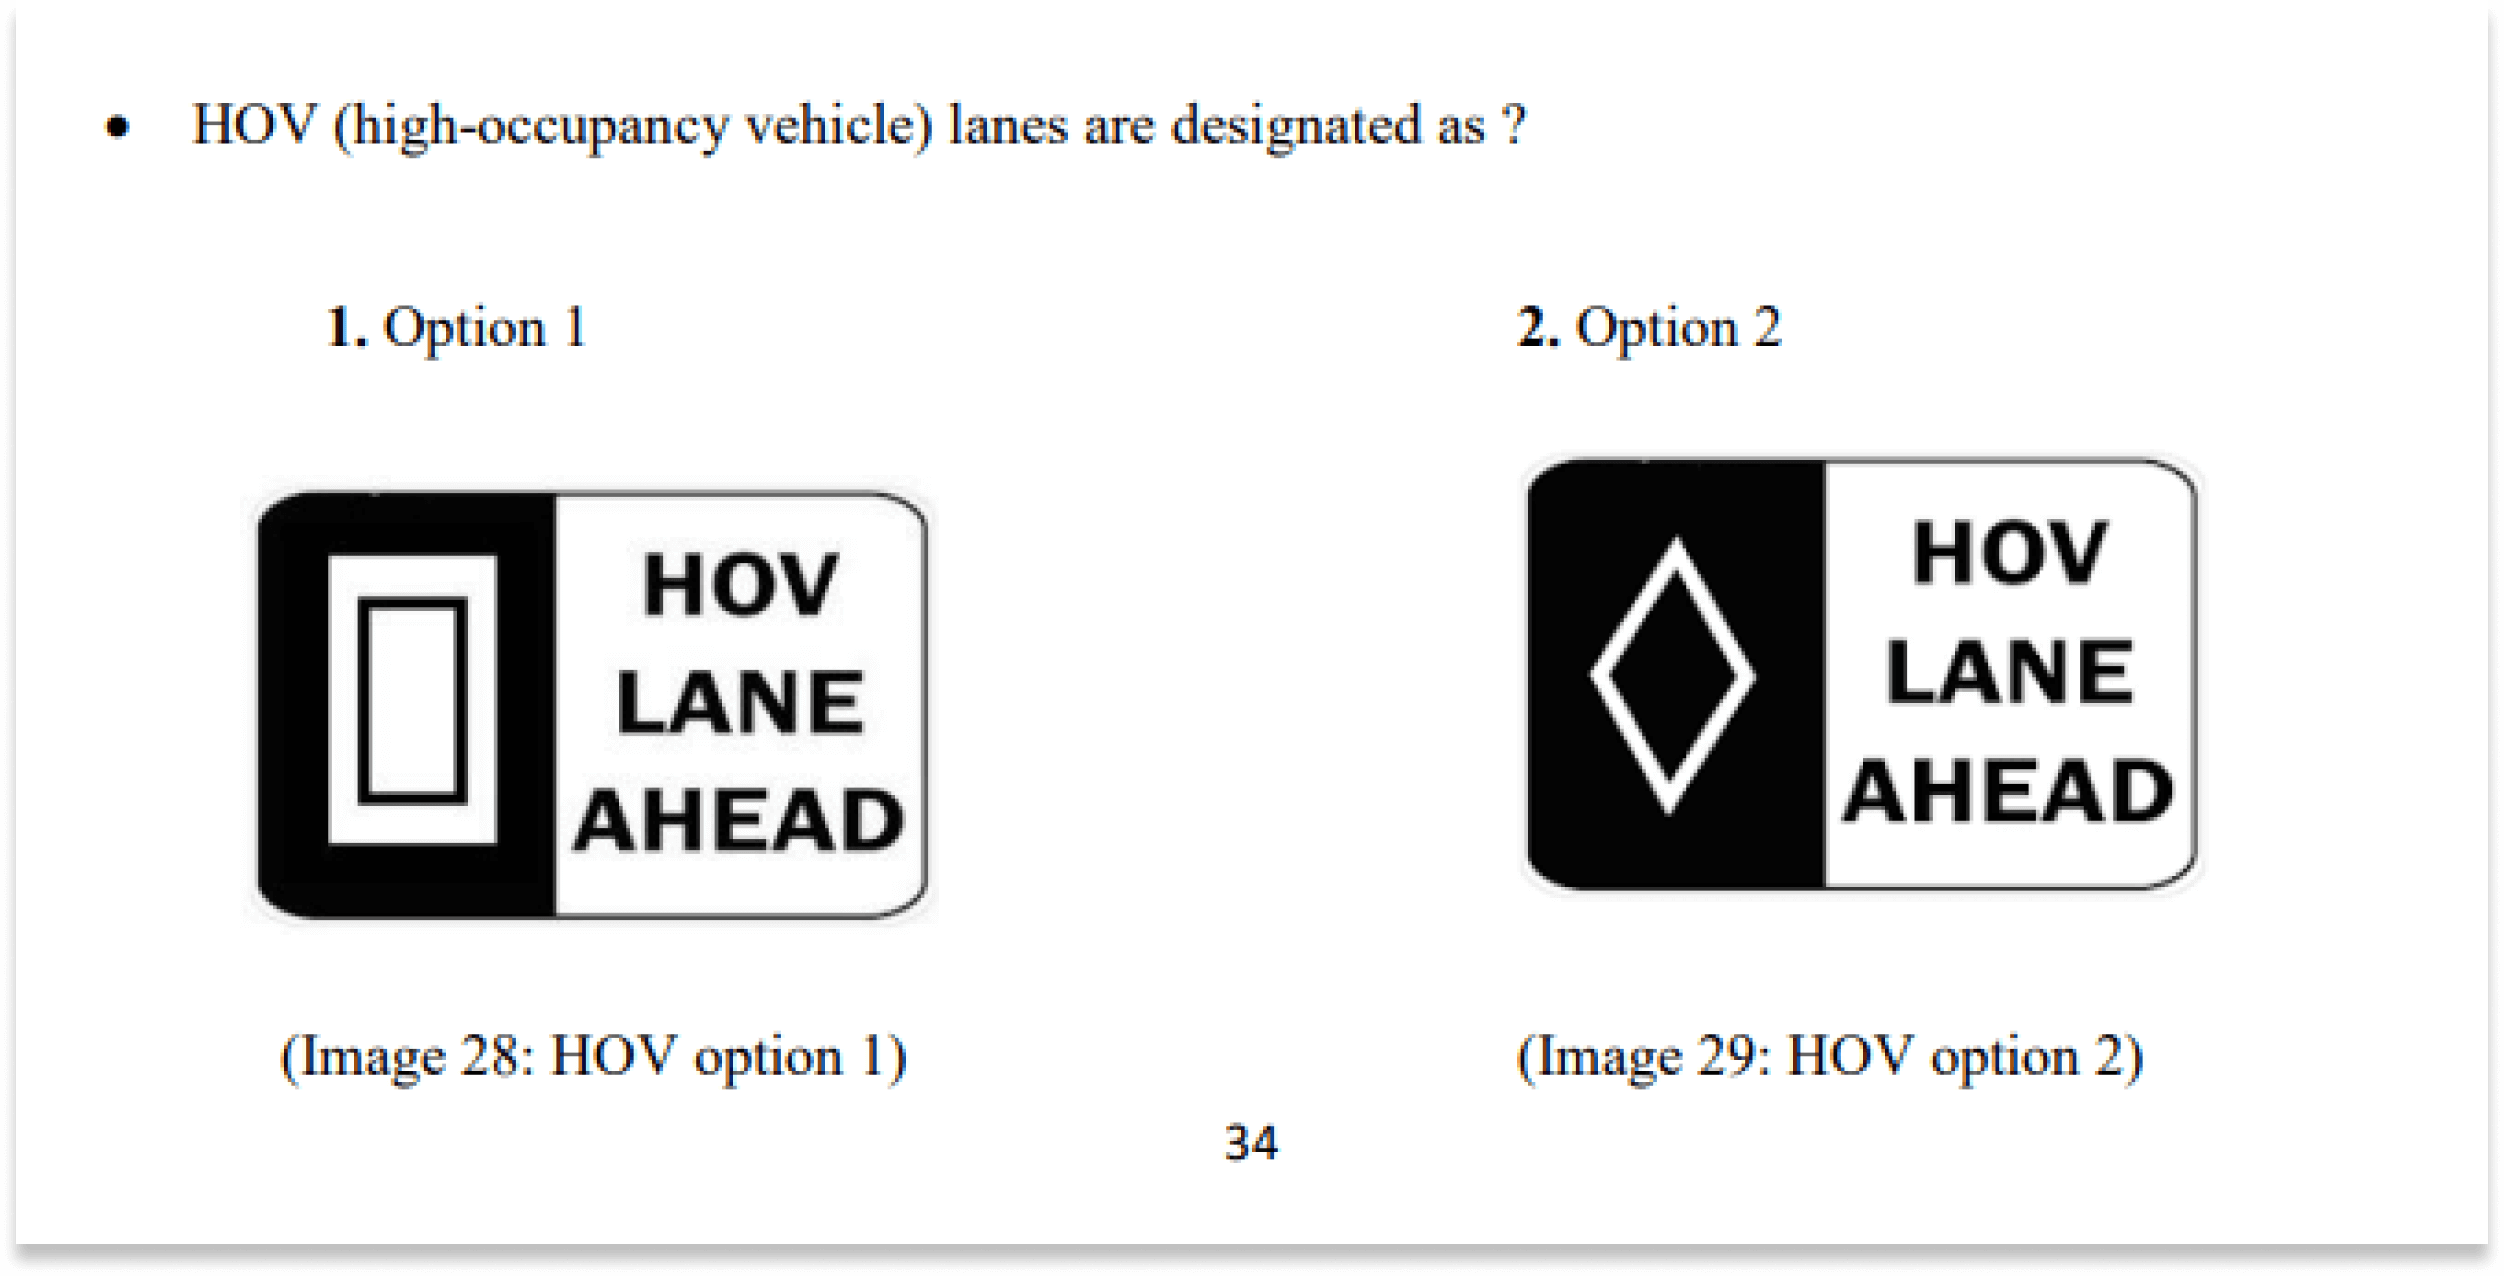 • HOV (high-occupancy vehicle) lanes are designated as ?
1. Option 1
2. Option 2
HOV
LANE
AHEAD
HOV
LANE
AHEAD
(Image 28: HOV option 1)
(Image 29: HOV option 2)
34